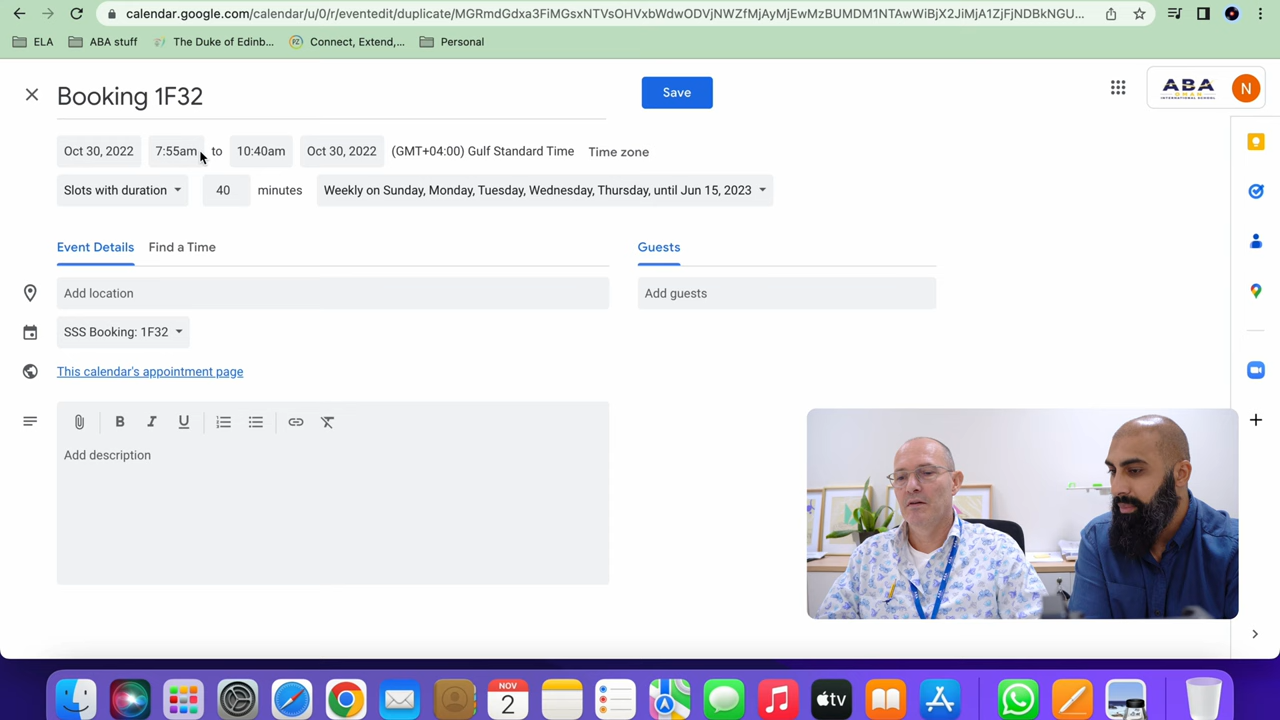 calendar.google.com/calendar/u/0/r/eventedit/duplicate/MGRmdGdxa3FiMGsxNTVsOHVxbWdwODVjNWZfMjAyMjEwMzBUMDM1NTAwWiBjX2JiMjA1ZjFjNDBkNGU...
ELA
ABA stuff
The Duke of Edinb...
Connect, Extend,...
Personal
Booking 1F32
Save
ABA
N
Oct 30, 2022
7:55am
to
10:40am
Oct 30, 2022
(GMT+04:00) Gulf Standard Time
Time zone
Slots with duration
40
minutes
Weekly on Sunday, Monday, Tuesday, Wednesday, Thursday, until Jun 15, 2023
Event Details
Find a Time
Guests
Add location
Add guests
SSS Booking: 1F32
This calendar's appointment page
B
I
U
Add description
NOV
2
tv